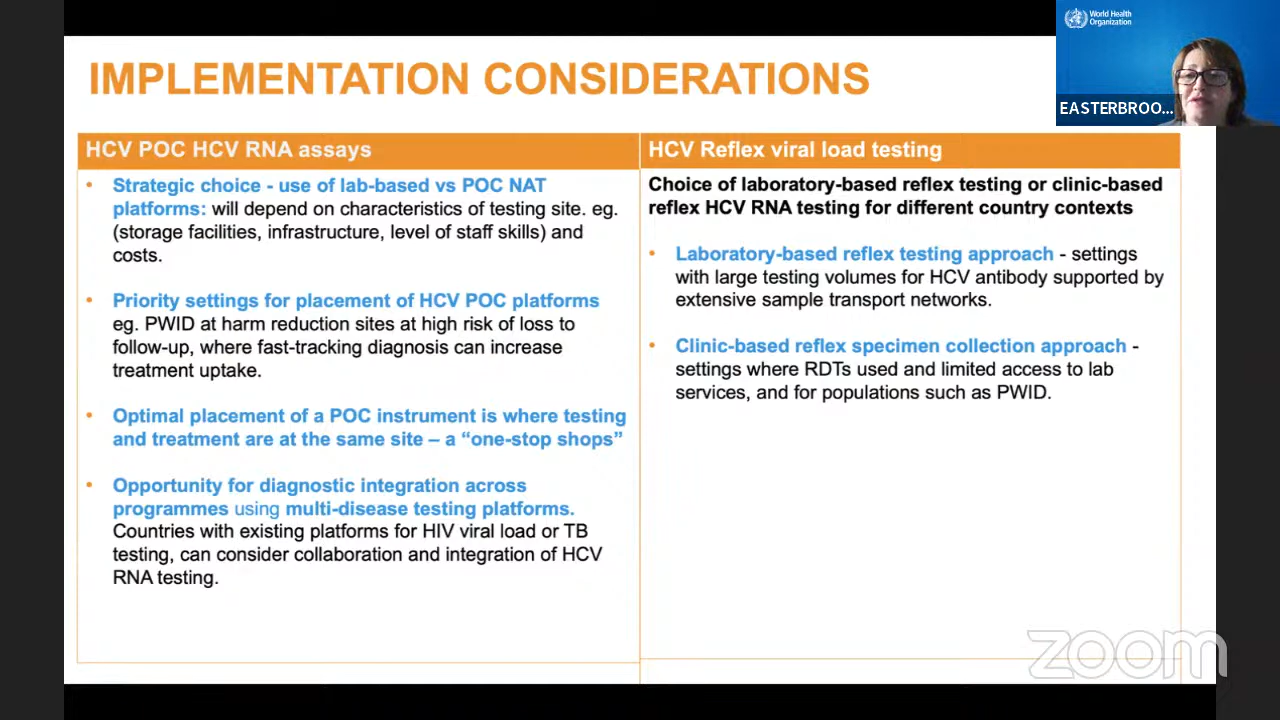 World Health
Organization
EASTERBROO...
IMPLEMENTATION CONSIDERATIONS
HCV POC HCV RNA assays
• Strategic choice - use of lab-based vs POC NAT
platforms: will depend on characteristics of testing site. eg.
(storage facilities, infrastructure, level of staff skills) and
costs.
• Priority settings for placement of HCV POC platforms
eg. PWID at harm reduction sites at high risk of loss to
follow-up, where fast-tracking diagnosis can increase
treatment uptake.
• Optimal placement of a POC instrument is where testing
and treatment are at the same site – a “one-stop shops”
• Opportunity for diagnostic integration across
programmes using multi-disease testing platforms.
Countries with existing platforms for HIV viral load or TB
testing, can consider collaboration and integration of HCV
RNA testing.
HCV Reflex viral load testing
Choice of laboratory-based reflex testing or clinic-based
reflex HCV RNA testing for different country contexts
• Laboratory-based reflex testing approach - settings
with large testing volumes for HCV antibody supported by
extensive sample transport networks.
• Clinic-based reflex specimen collection approach -
settings where RDTs used and limited access to lab
services, and for populations such as PWID.
zoom